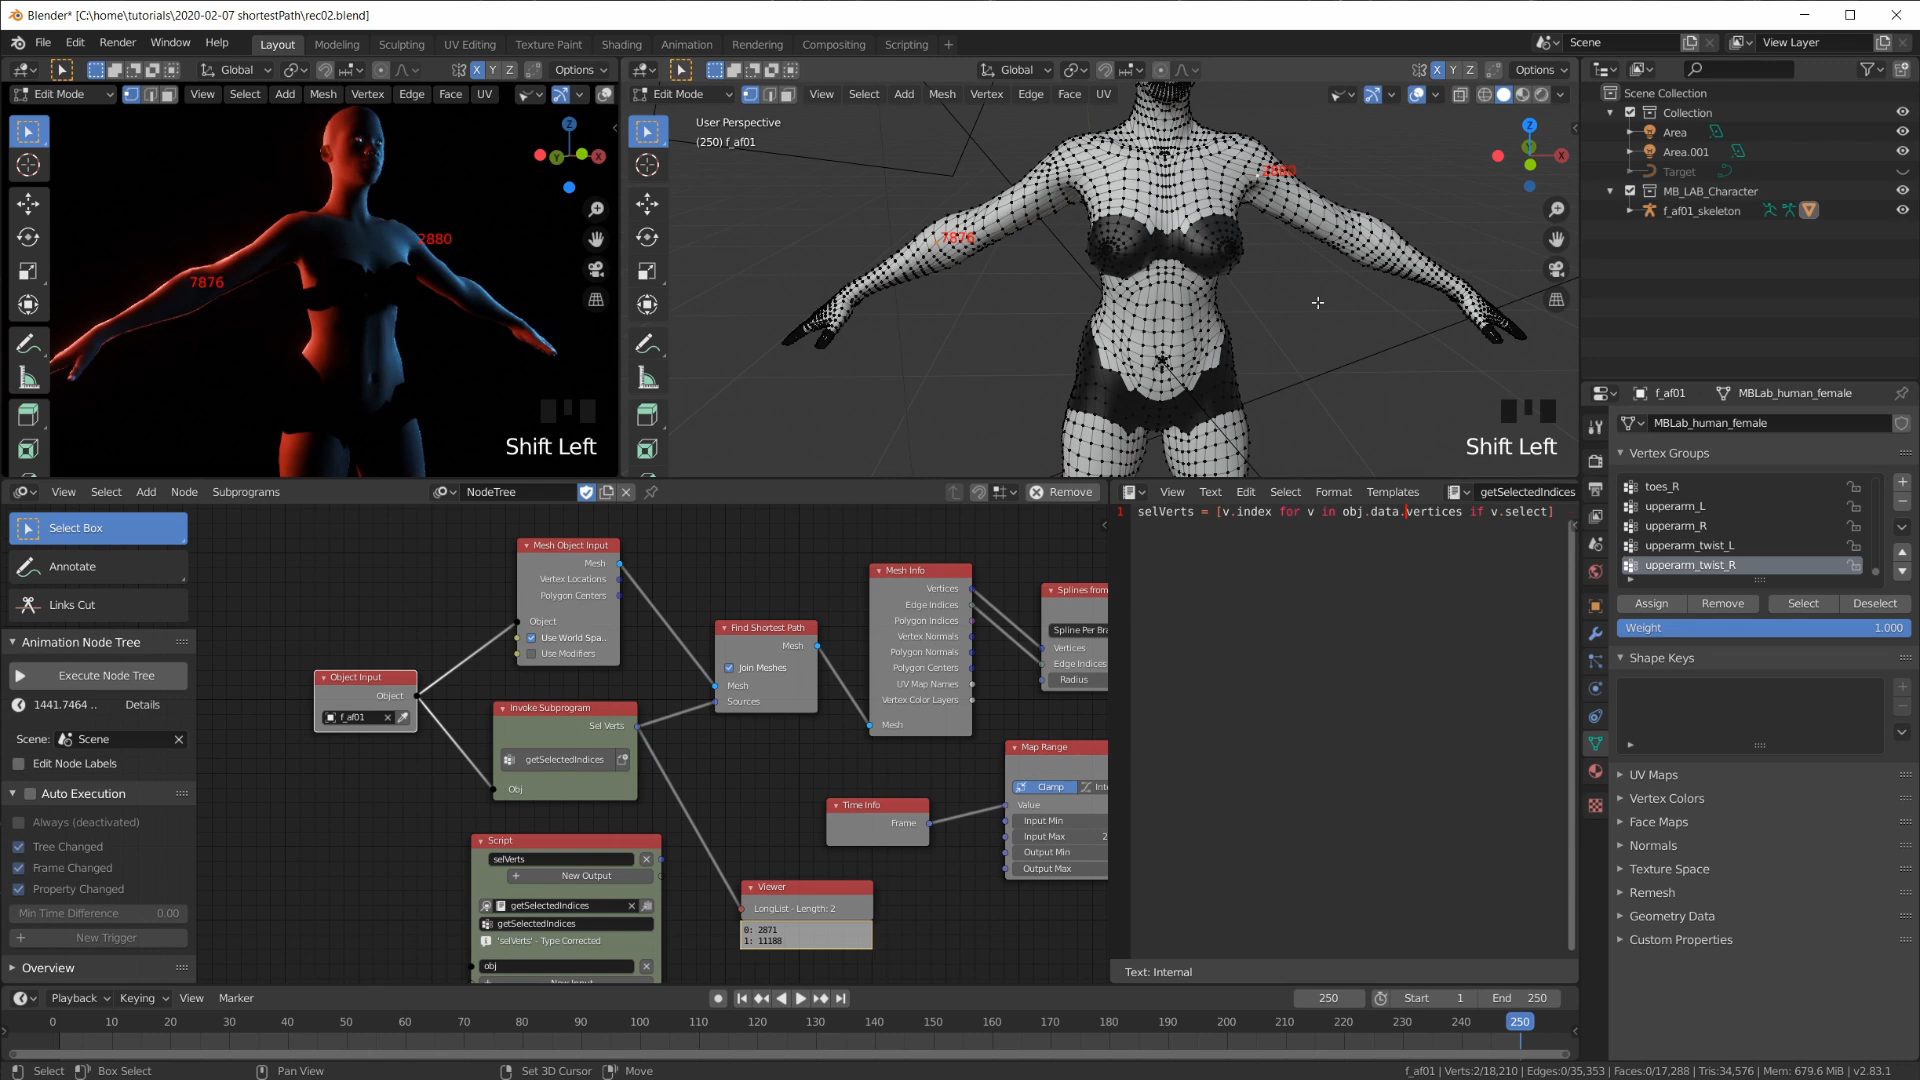 Blender* [C:\home\tutorials\2020-02-07 shortestPath\rec02.blend]
File Edit Render Window Help Layout Modeling Sculpting UV Editing Texture Paint Shading Animation Rendering Compositing Scripting + Scene View Layer
Global X Y Z Options
Global X Y Z Options
Edit Mode View Select Add Mesh Vertex Edge Face UV
Edit Mode View Select Add Mesh Vertex Edge Face UV
User Perspective
(250) f_af01
2880
7876
Shift Left
2880
7876
Shift Left
Scene Collection
Collection
Area
Area.001
Target
MB_LAB_Character
f_af01_skeleton
f_af01 MBLab_human_female
MBLab_human_female
Vertex Groups
toes_R
upperarm_L
upperarm_R
upperarm_twist_L
upperarm_twist_R
Assign Remove Select Deselect
Weight 1.000
Shape Keys
UV Maps
Vertex Colors
Face Maps
Normals
Texture Space
Remesh
Geometry Data
Custom Properties
View Select Add Node Subprograms NodeTree Remove
Select Box
Annotate
Links Cut
Animation Node Tree
Execute Node Tree
1441.7464 .. Details
Scene: Scene
Edit Node Labels
Auto Execution
Always (deactivated)
Tree Changed
Frame Changed
Property Changed
Min Time Difference 0.00
New Trigger
Overview
Object Input
Object
f_af01
Mesh Object Input
Mesh
Vertex Locations
Polygon Centers
Object
Use World Spa..
Use Modifiers
Invoke Subprogram
Sel Verts
getSelectedIndices
Obj
Script
selVerts
New Output
getSelectedIndices
getSelectedIndices
'selVerts' - Type Corrected
obj
Find Shortest Path
Mesh
Join Meshes
Mesh
Sources
Mesh Info
Vertices
Edge Indices
Polygon Indices
Vertex Normals
Polygon Normals
Polygon Centers
UV Map Names
Vertex Color Layers
Mesh
Splines from
Spline Per Bra
Vertices
Edge Indices
Radius
Time Info
Frame
Map Range
Clamp Int
Value
Input Min
Input Max 2
Output Min
Output Max
Viewer
LongList - Length: 2
0: 2871
1: 11188
View Text Edit Select Format Templates getSelectedIndices
1 selVerts = [v.index for v in obj.data.vertices if v.select]
Text: Internal
Playback Keying View Marker 250 Start 1 End 250
0 10 20 30 40 50 60 70 80 90 100 110 120 130 140 150 160 170 180 190 200 210 220 230 240 250
Select Box Select Pan View Set 3D Cursor Move f_af01 | Verts:2/18,210 | Edges:0/35,353 | Faces:0/17,288 | Tris:34,576 | Mem: 679.6 MiB | v2.83.1